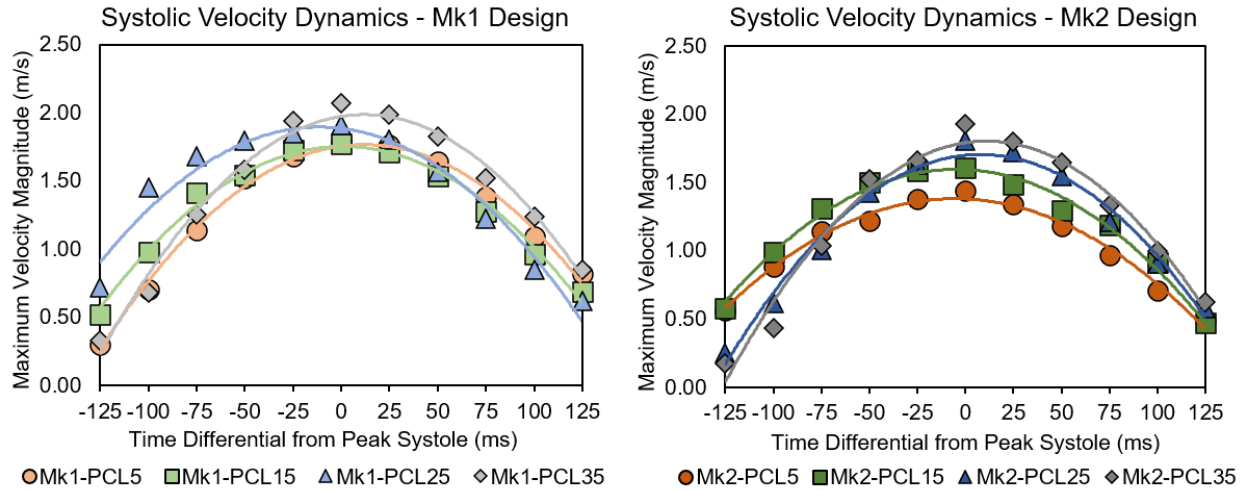 Systolic Velocity Dynamics - Mk1 Design
Maximum Velocity Magnitude (m/s)
2.50
2.00
1.50
1.00
0.50
0.00
-125 -100 -75 -50 -25 0 25 50 75 100 125
Time Differential from Peak Systole (ms)
Mk1-PCL5 Mk1-PCL15 Mk1-PCL25 Mk1-PCL35
Systolic Velocity Dynamics - Mk2 Design
Maximum Velocity Magnitude (m/s)
2.50
2.00
1.50
1.00
0.50
0.00
-125 -100 -75 -50 -25 0 25 50 75 100 125
Time Differential from Peak Systole (ms)
Mk2-PCL5 Mk2-PCL15 Mk2-PCL25 Mk2-PCL35